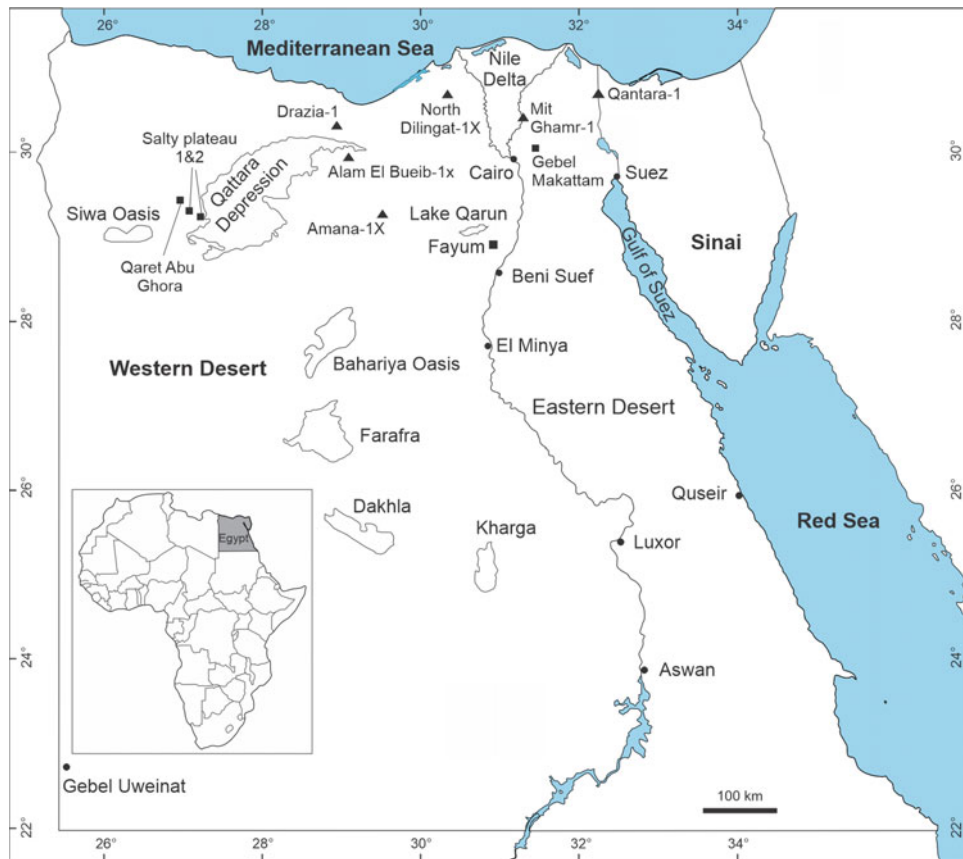 26°
28°
30°
32°
34°
Mediterranean Sea
Nile
Delta
Drazia-1
North
Dilingat-1X
Mit
Ghamr-1
Qantara-1
Salty plateau
1&2
30°
30°
Qattara
Depression
Alam El Bueib-1x
Cairo
Gebel
Makattam
Suez
Siwa Oasis
Amana-1X
Lake Qarun
Fayum
Sinai
Qaret Abu
Ghora
Gulf of Suez
Beni Suef
28°
28°
Western Desert
Bahariya Oasis
El Minya
Eastern Desert
Farafra
26°
26°
Dakhla
Kharga
Quseir
Red Sea
Luxor
Egypt
24°
24°
Aswan
Gebel Uweinat
100 km
22°
22°
26°
28°
30°
32°
34°